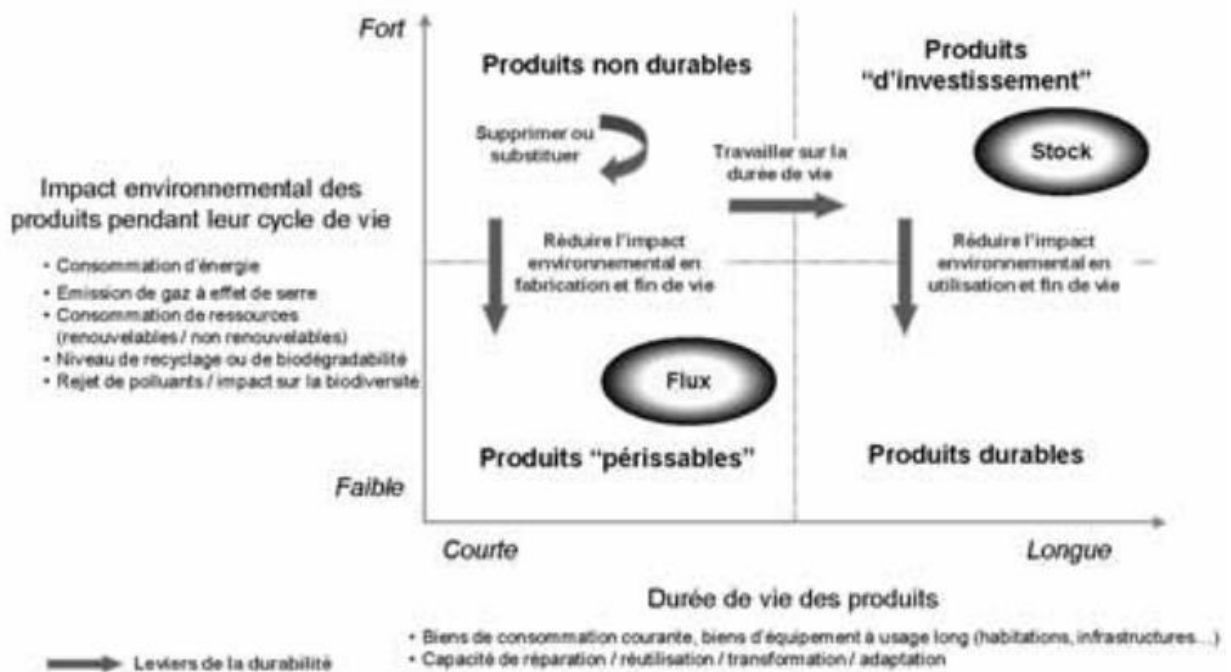 Fort
Produits non durables
Produits
"d'investissement"
Supprimer ou
substituer
Travailler sur la
durée de vie
Stock
Impact environnemental des
produits pendant leur cycle de vie
• Consommation d'énergie
• Emission de gaz à effet de serre
• Consommation de ressources
(renouvelables / non renouvelables)
• Niveau de recyclage ou de biodégradabilité
• Rejet de polluants / impact sur la biodiversité
Réduire l'impact
environnemental en
fabrication et fin de vie
Réduire l'impact
environnemental en
utilisation et fin de vie
Flux
Produits "périssables"
Produits durables
Faible
Courte
Longue
Durée de vie des produits
• Biens de consommation courante, biens d'équipement à usage long (habitations, infrastructures…)
• Capacité de réparation / réutilisation / transformation / adaptation
Leviers de la durabilité